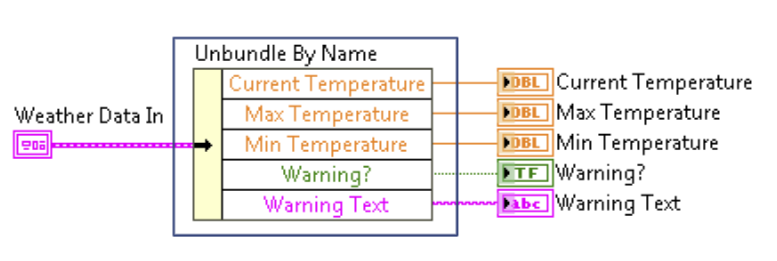 Unbundle By Name
Weather Data In
Current Temperature DBL Current Temperature
Max Temperature DBL Max Temperature
Min Temperature DBL Min Temperature
Warning? TF Warning?
Warning Text abc Warning Text